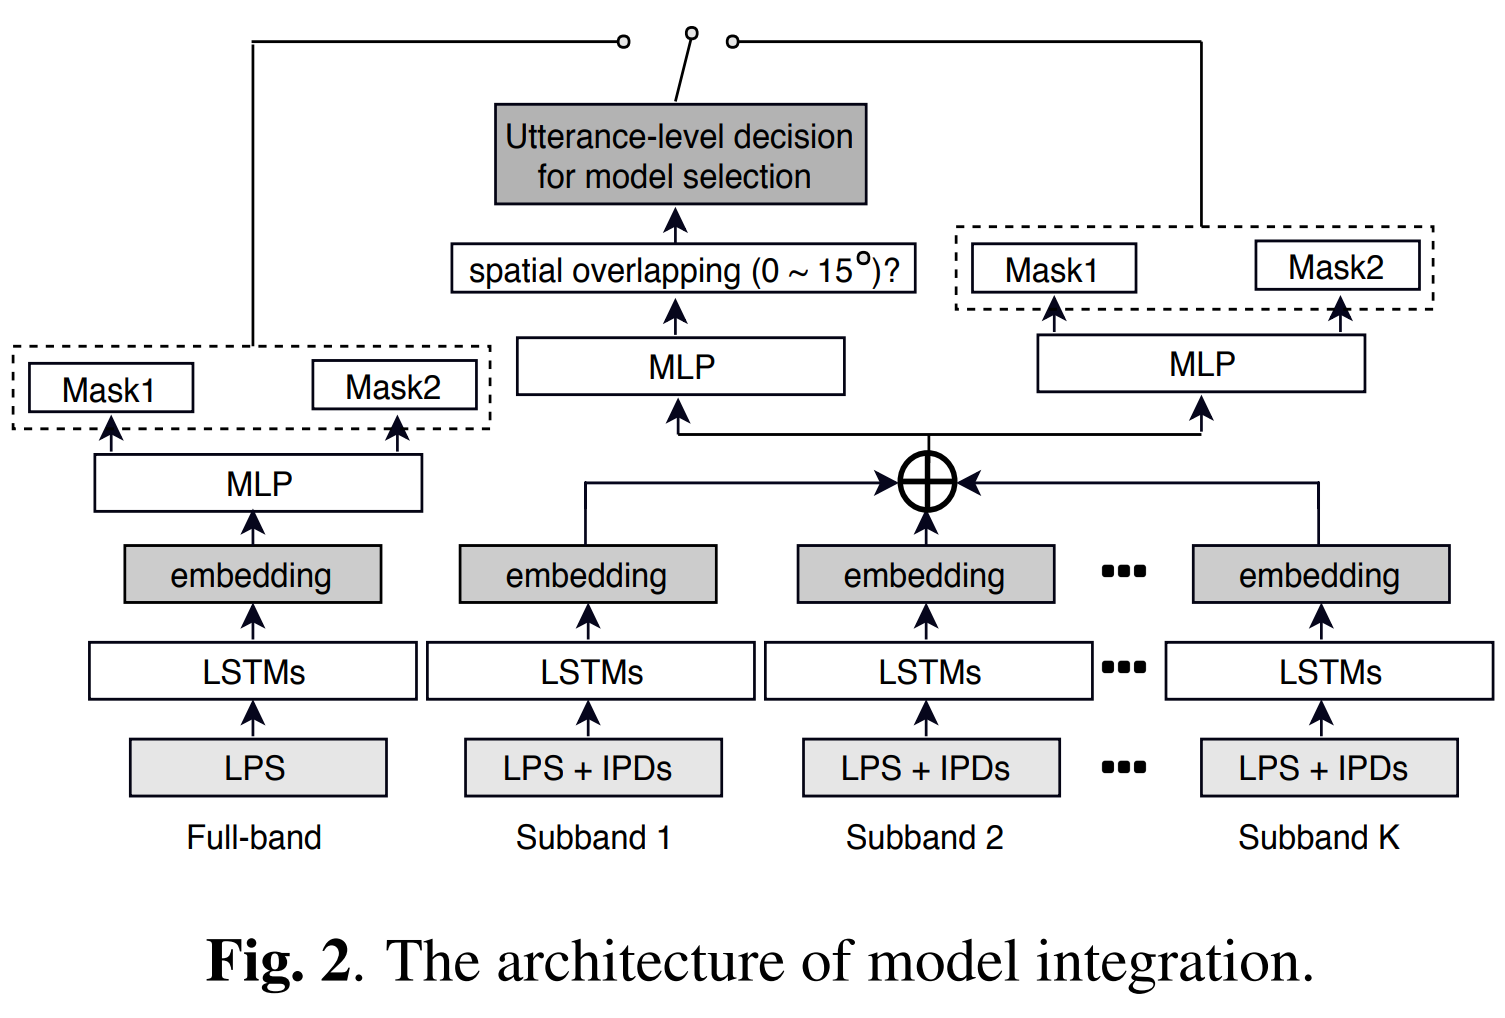 Utterance-level decision
for model selection
spatial overlapping (0 ~ 15°)?
Mask1
Mask2
MLP
MLP
Mask1
Mask2
MLP
embedding
embedding
embedding
embedding
LSTMs
LSTMs
LSTMs
LSTMs
LPS
LPS + IPDs
LPS + IPDs
LPS + IPDs
Full-band
Subband 1
Subband 2
Subband K
Fig. 2. The architecture of model integration.